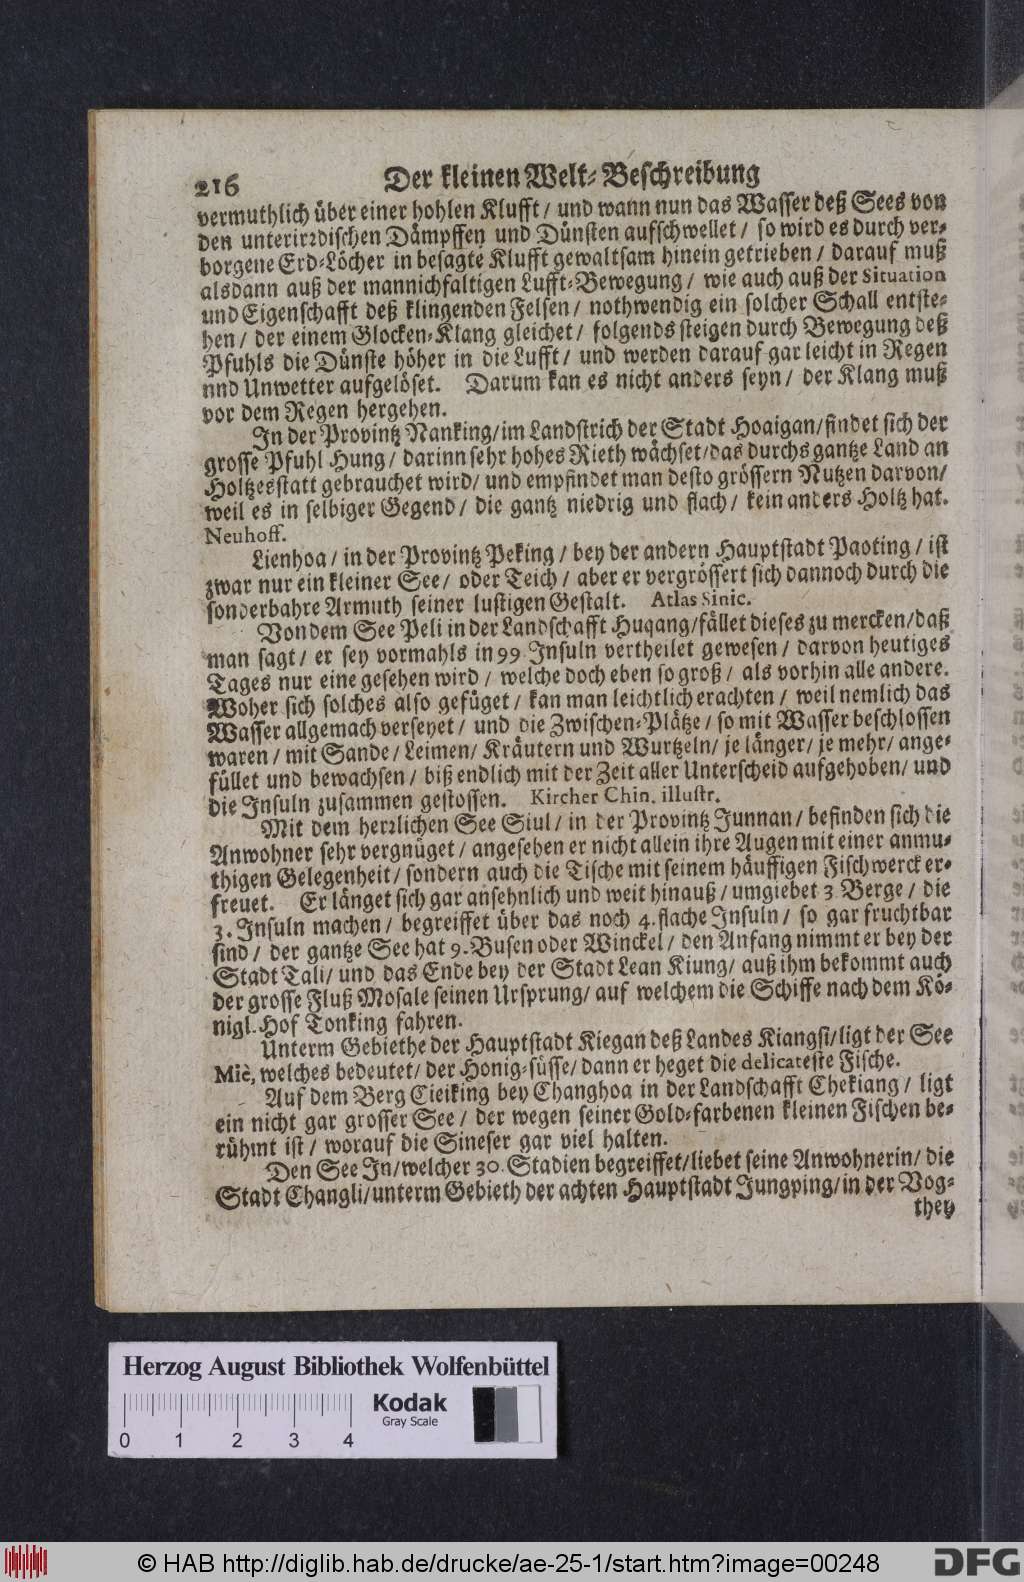 216 Der kleinen Welt-Beschreibung
vermuthlich über einer hohlen Klufft / und wann nun das Wasser deß Sees von
den unterirrdischen Dämpffen und Dünsten aufschwellet / so wird es durch ver-
borgene Erd-Löcher in besagte Klufft gewaltsam hinein getrieben / darauf muß
alsdann auß der mannichfaltigen Lufft-Bewegung / wie auch auß der Situation
und Eigenschafft deß klingenden Felsen / nothwendig ein solcher Schall entste-
hen / der einem Glocken-Klang gleichet / folgends steigen durch Bewegung deß
Pfuhls die Dünste höher in die Lufft / und werden darauf gar leicht in Regen
nnd Unwetter aufgelöset. Darum kan es nicht anders seyn / der Klang muß
vor dem Regen hergehen.
In der Provintz Nanking / im Landstrich der Stadt Hoaigan / findet sich der
grosse Pfuhl Hung / darinn sehr hohes Rieth wächset / das durchs gantze Land an
Holtzes statt gebrauchet wird / und empfindet man desto grössern Nutzen darvon /
weil es in selbiger Gegend / die gantz niedrig und flach / kein anders Holtz hat.
Neuhoff.
Lienhoa / in der Provintz Peking / bey der andern Hauptstadt Paoting / ist
zwar nur ein kleiner See / oder Teich / aber er vergrössert sich dannoch durch die
sonderbahre Armuth seiner lustigen Gestalt. Atlas Sinic.
Von dem See Peli in der Landschafft Huqang / fället dieses zu mercken / daß
man sagt / er sey vormahls in 99 Insuln vertheilet gewesen / darvon heutiges
Tages nur eine gesehen wird / welche doch eben so groß / als vorhin alle andere.
Woher sich solches also gefüget / kan man leichtlich erachten / weil nemlich das
Wasser allgemach verseyet / und die Zwischen-Plätze / so mit Wasser beschlossen
waren / mit Sande / Leimen / Kräutern und Wurtzeln / je länger / je mehr / ange-
füllet und bewachsen / biß endlich mit der Zeit aller Unterscheid aufgehoben / und
die Insuln zusammen gestossen. Kircher Chin. illustr.
Mit dem herrlichen See Siul / in der Provintz Junnan / befinden sich die
Anwohner sehr vergnüget / angesehen er nicht allein ihre Augen mit einer anmu-
thigen Gelegenheit / sondern auch die Tische mit seinem häuffigen Fischwerck er-
freuet. Er länget sich gar ansehnlich und weit hinauß / umgiebet 3 Berge / die
3. Insuln machen / begreiffet über das noch 4. flache Insuln / so gar fruchtbar
sind / der gantze See hat 9. Busen oder Winckel / den Anfang nimmt er bey der
Stadt Tali / und das Ende bey der Stadt Lean Kiung / auß ihm bekommt auch
der grosse Fluß Mosale seinen Ursprung / auf welchem die Schiffe nach dem Kö-
nigl. Hof Tonking fahren.
Unterm Gebiethe der Hauptstadt Kiegan deß Landes Kiangsi / ligt der See
Miè, welches bedeutet / der Honig-süsse / dann er heget die delicateste Fische.
Auf dem Berg Cieiking bey Changhoa in der Landschafft Chekiang / ligt
ein nicht gar grosser See / der wegen seiner Gold-farbenen kleinen Fischen be-
rühmt ist / worauf die Sineser gar viel halten.
Den See In / welcher 30. Stadien begreiffet / liebet seine Anwohnerin / die
Stadt Changli / unterm Gebieth der achten Hauptstadt Jungping / in der Vog-
they
Herzog August Bibliothek Wolfenbüttel
Kodak
Gray Scale
0 1 2 3 4
© HAB http://diglib.hab.de/drucke/ae-25-1/start.htm?image=00248
DFG